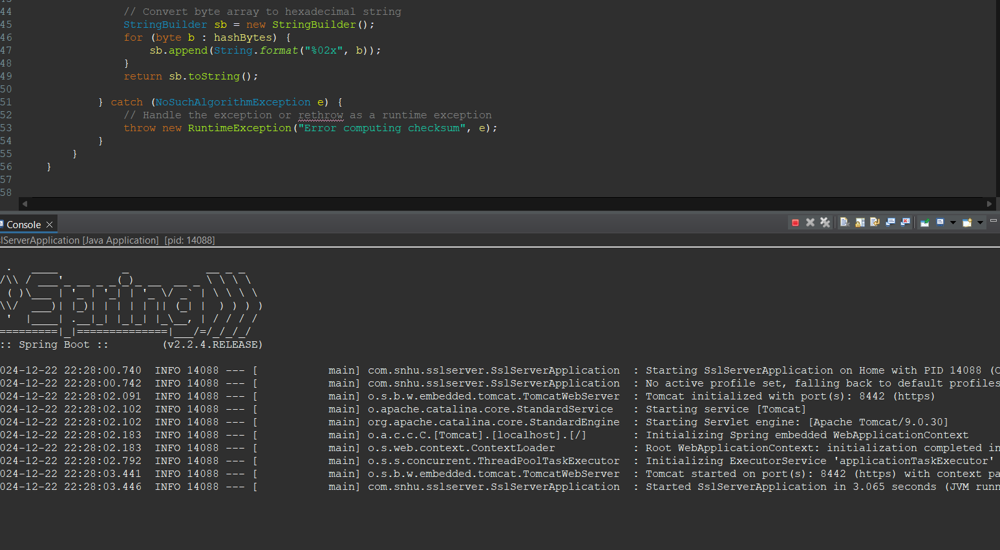 44 // Convert byte array to hexadecimal string
45 StringBuilder sb = new StringBuilder();
46 for (byte b : hashBytes) {
47 sb.append(String.format("%02x", b));
48 }
49 return sb.toString();
50
51 } catch (NoSuchAlgorithmException e) {
52 // Handle the exception or rethrow as a runtime exception
53 throw new RuntimeException("Error computing checksum", e);
54 }
55 }
56 }
57
58
Console
lServerApplication [Java Application] [pid: 14088]
  .   ____          _            __ _ _
/\\ / ___'_ __ _ _(_)_ __  __ _ \ \ \ \
( )\___ | '_ | '_| | '_ \/ _` | \ \ \ \
\\/  ___)| |_)| | | | | || (_| |  ) ) ) )
  '  |____| .__|_| |_|_| |_\__, | / / / /
=========|_|==============|___/=/_/_/_/
:: Spring Boot :: (v2.2.4.RELEASE)
024-12-22 22:28:00.740 INFO 14088 --- [ main] com.snhu.sslserver.SslServerApplication : Starting SslServerApplication on Home with PID 14088 (
024-12-22 22:28:00.742 INFO 14088 --- [ main] com.snhu.sslserver.SslServerApplication : No active profile set, falling back to default profiles
024-12-22 22:28:02.091 INFO 14088 --- [ main] o.s.b.w.embedded.tomcat.TomcatWebServer : Tomcat initialized with port(s): 8442 (https)
024-12-22 22:28:02.102 INFO 14088 --- [ main] o.apache.catalina.core.StandardService : Starting service [Tomcat]
024-12-22 22:28:02.102 INFO 14088 --- [ main] org.apache.catalina.core.StandardEngine : Starting Servlet engine: [Apache Tomcat/9.0.30]
024-12-22 22:28:02.183 INFO 14088 --- [ main] o.a.c.c.C.[Tomcat].[localhost].[/] : Initializing Spring embedded WebApplicationContext
024-12-22 22:28:02.183 INFO 14088 --- [ main] o.s.web.context.ContextLoader : Root WebApplicationContext: initialization completed in
024-12-22 22:28:02.792 INFO 14088 --- [ main] o.s.s.concurrent.ThreadPoolTaskExecutor : Initializing ExecutorService 'applicationTaskExecutor'
024-12-22 22:28:03.441 INFO 14088 --- [ main] o.s.b.w.embedded.tomcat.TomcatWebServer : Tomcat started on port(s): 8442 (https) with context pa
024-12-22 22:28:03.446 INFO 14088 --- [ main] com.snhu.sslserver.SslServerApplication : Started SslServerApplication in 3.065 seconds (JVM runn